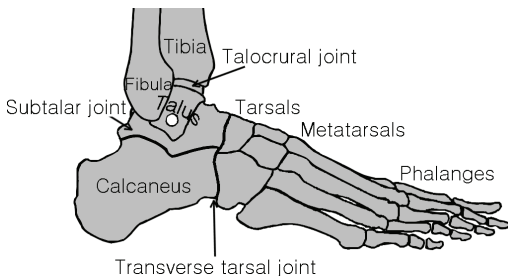 Tibia
Talocrural joint
Fibula
Talus
Subtalar joint
Tarsals
Metatarsals
Phalanges
Calcaneus
Transverse tarsal joint